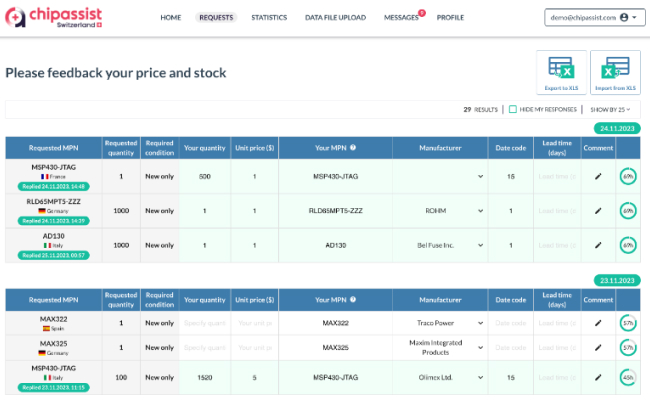 chipassist
Switzerland
HOME REQUESTS STATISTICS DATA FILE UPLOAD MESSAGES PROFILE
demo@chipassist.com
Please feedback your price and stock
Export to XLS Import from XLS
29 RESULTS HIDE MY RESPONSES SHOW BY 25
24.11.2023
Requested MPN Requested quantity Required condition Your quantity Unit price ($) Your MPN Manufacturer Date code Lead time (days) Comment
MSP430-JTAG 1 New only 500 1 MSP430-JTAG 15 Lead time 69%
France
Replied 24.11.2023, 14:48
RLD65MPT5-ZZZ 1000 New only 1 1 RLD65MPT5-ZZZ ROHM 1 Lead time 69%
Germany
Replied 24.11.2023, 14:39
AD130 1000 New only 1 1 AD130 Bel Fuse Inc. 1 Lead time 69%
Italy
Replied 25.11.2023, 00:57
23.11.2023
Requested MPN Requested quantity Required condition Your quantity Unit price ($) Your MPN Manufacturer Date code Lead time (days) Comment
MAX322 1 New only Specify quant Your unit pr MAX322 Traco Power Date code Lead time 57%
Spain
MAX325 1 New only Specify quant Your unit pr MAX325 Maxim Integrated Products Date code Lead time 57%
Germany
MSP430-JTAG 100 New only 1520 5 MSP430-JTAG Olimex Ltd. 15 Lead time 45%
Italy
Replied 23.11.2023, 11:15